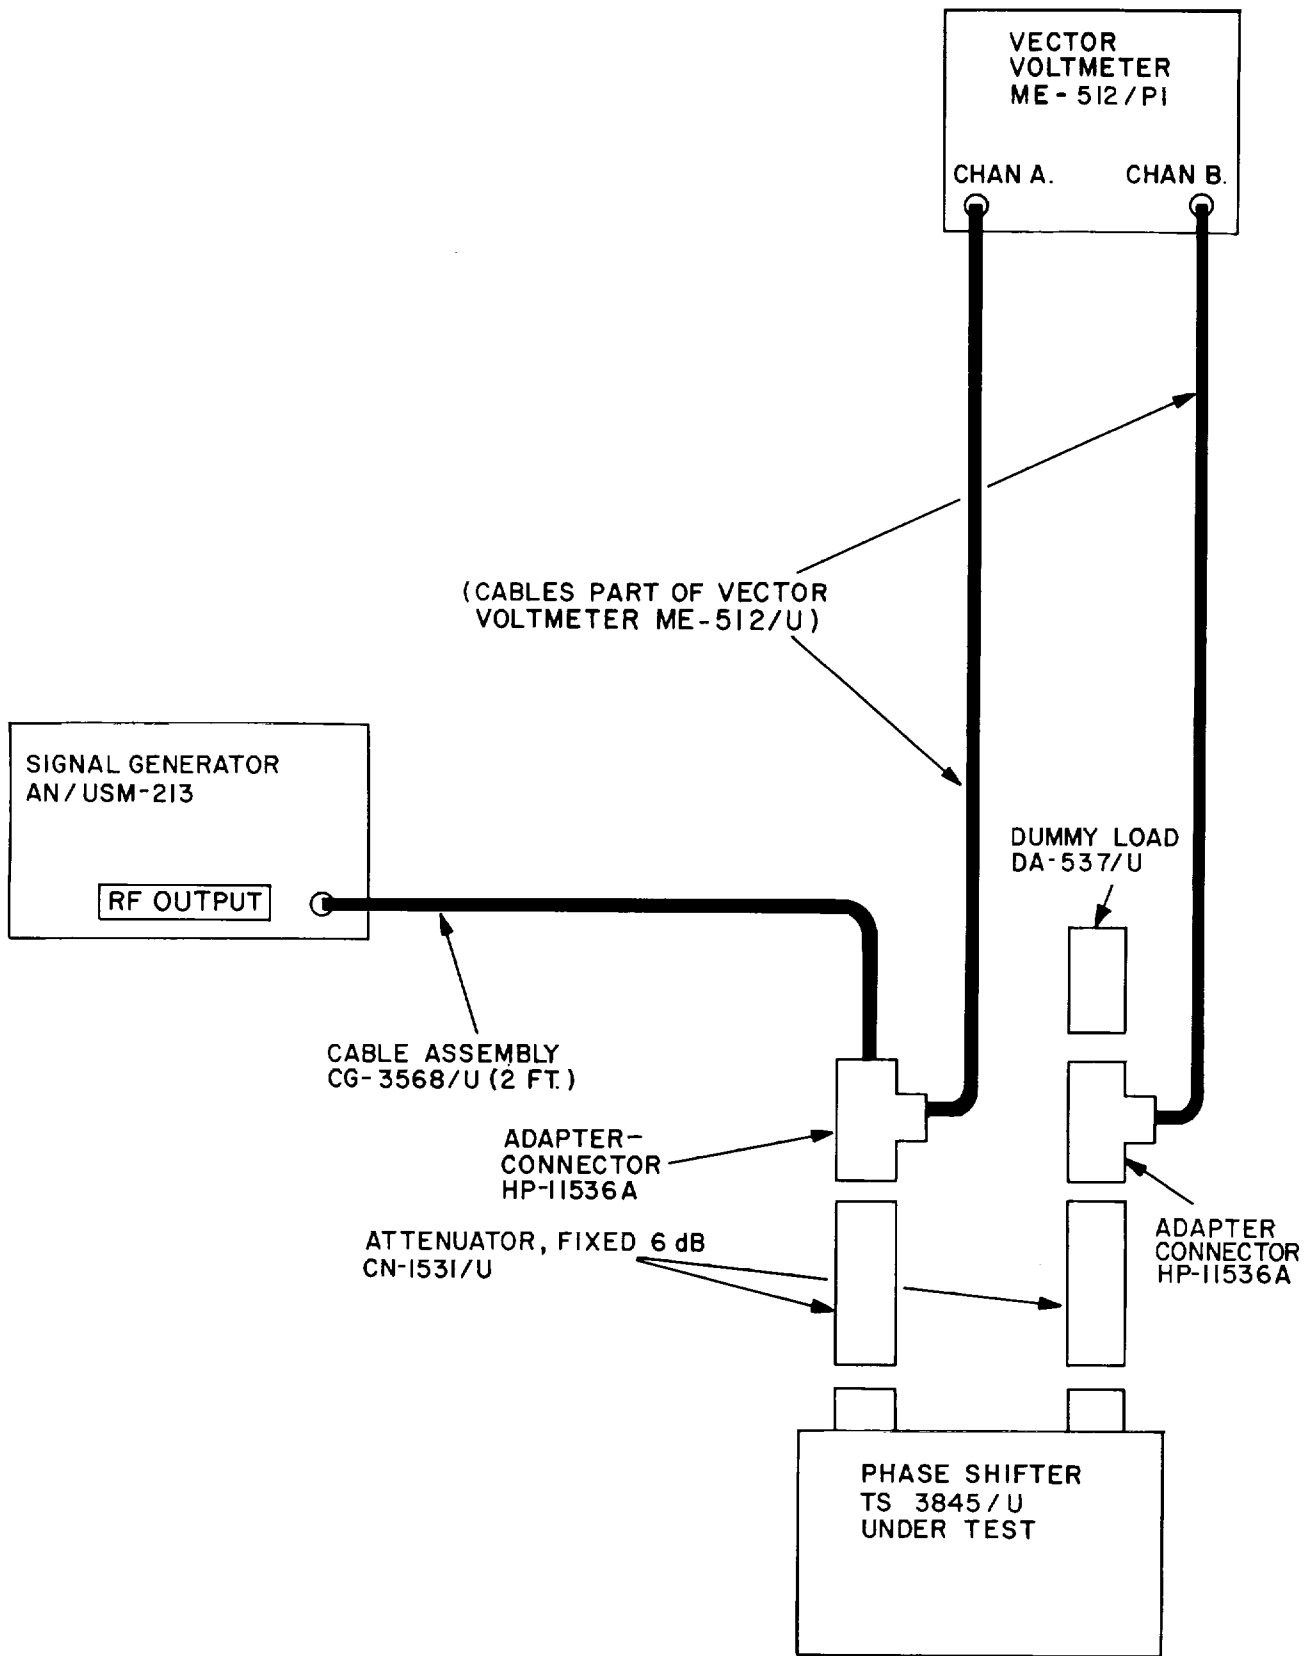 VECTOR
VOLTMETER
ME-512/P1
CHAN A.
CHAN B.
(CABLES PART OF VECTOR
VOLTMETER ME-512/U)
SIGNAL GENERATOR
AN/USM-213
RF OUTPUT
DUMMY LOAD
DA-537/U
CABLE ASSEMBLY
CG-3568/U (2 FT.)
ADAPTER-
CONNECTOR
HP-11536A
ATTENUATOR, FIXED 6 dB
CN-1531/U
ADAPTER
CONNECTOR
HP-11536A
PHASE SHIFTER
TS 3845/U
UNDER TEST